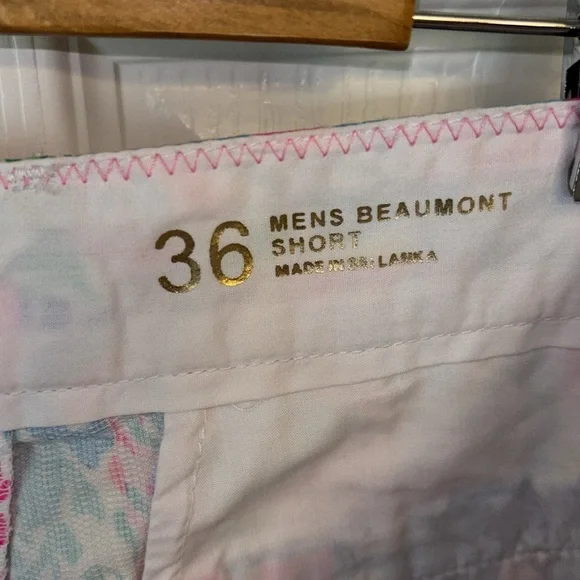 36
MENS BEAUMONT
SHORT
MADE IN SRI LANKA